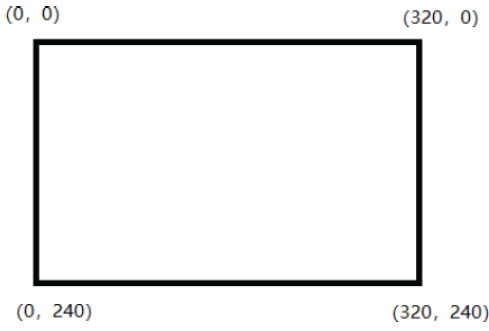 (0, 0)
(320, 0)
(0, 240)
(320, 240)